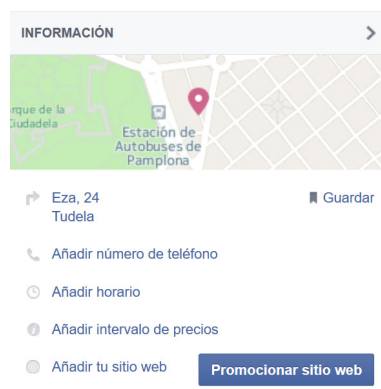 INFORMACIÓN
rque de la
Ciudadela
Estación de
Autobuses de
Pamplona
Eza, 24
Guardar
Tudela
Añadir número de teléfono
Añadir horario
Añadir intervalo de precios
Añadir tu sitio web
Promocionar sitio web